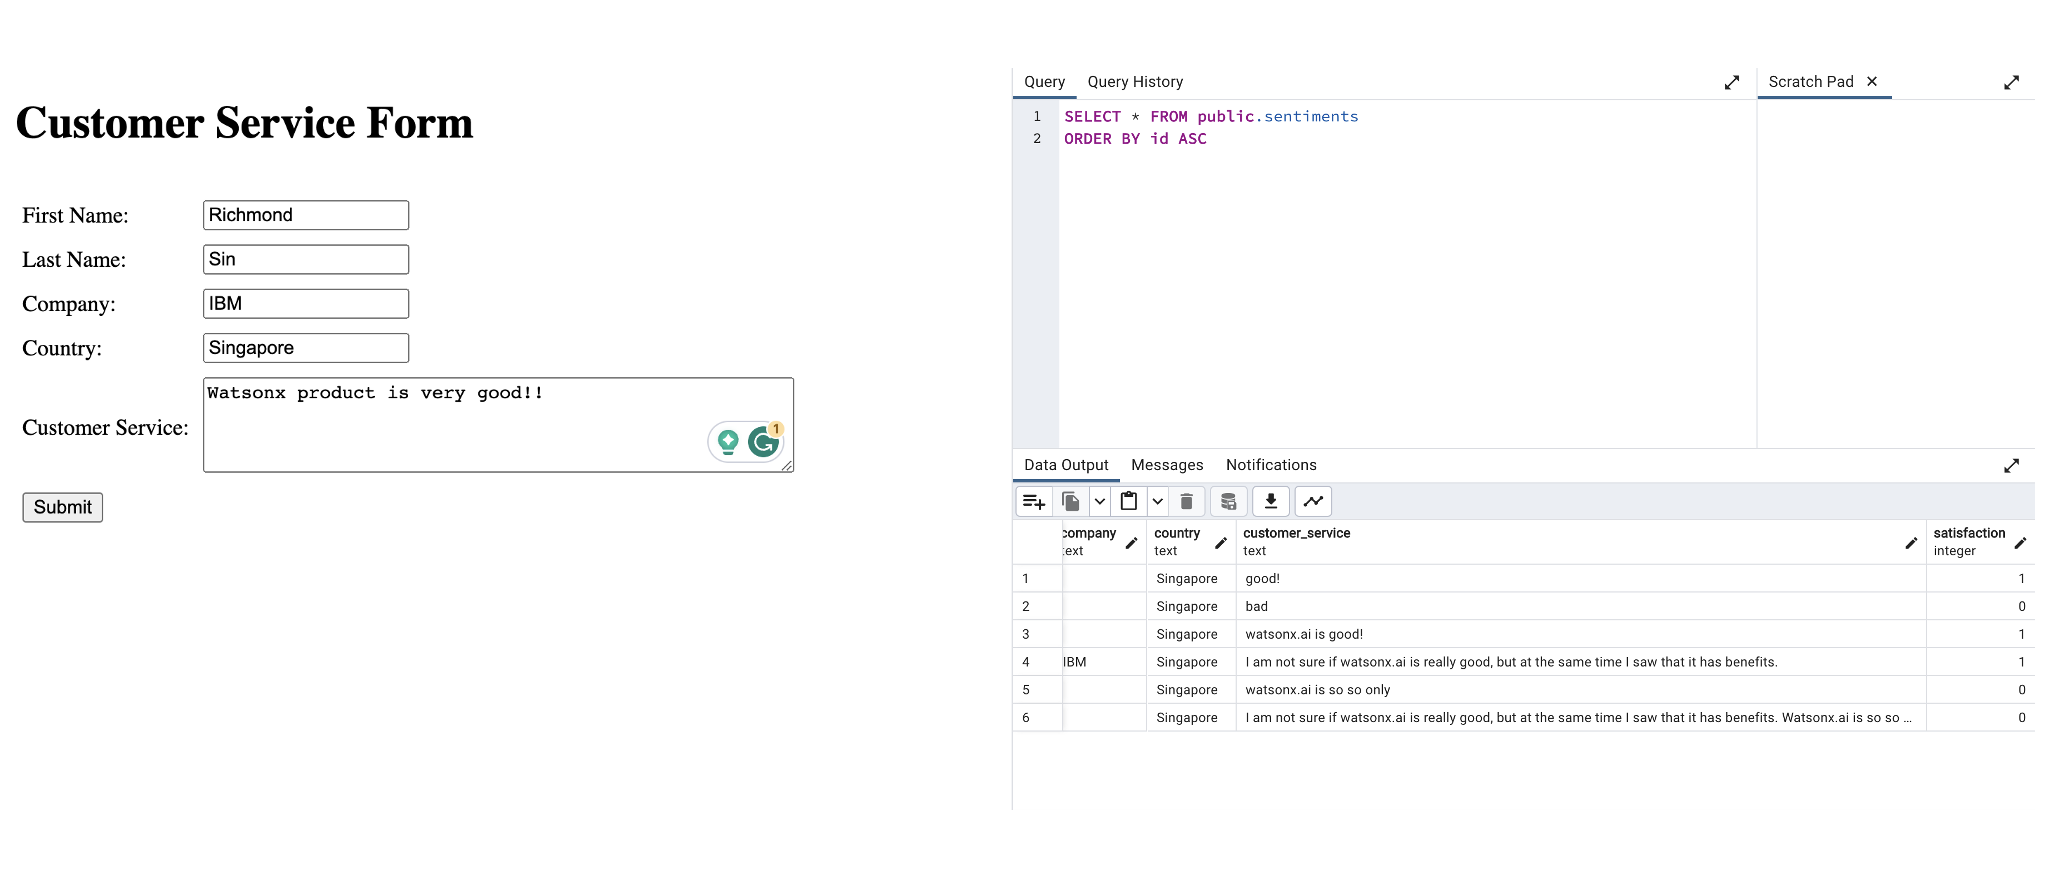 Customer Service Form
First Name: Richmond
Last Name: Sin
Company: IBM
Country: Singapore
Customer Service: Watsonx product is very good!!
1
Submit
Query Query History
Scratch Pad
1 SELECT * FROM public.sentiments
2 ORDER BY id ASC
Data Output Messages Notifications
company country customer_service satisfaction
text text text integer
1 Singapore good! 1
2 Singapore bad 0
3 Singapore watsonx.ai is good! 1
4 IBM Singapore I am not sure if watsonx.ai is really good, but at the same time I saw that it has benefits. 1
5 Singapore watsonx.ai is so so only 0
6 Singapore I am not sure if watsonx.ai is really good, but at the same time I saw that it has benefits. Watsonx.ai is so so ... 0